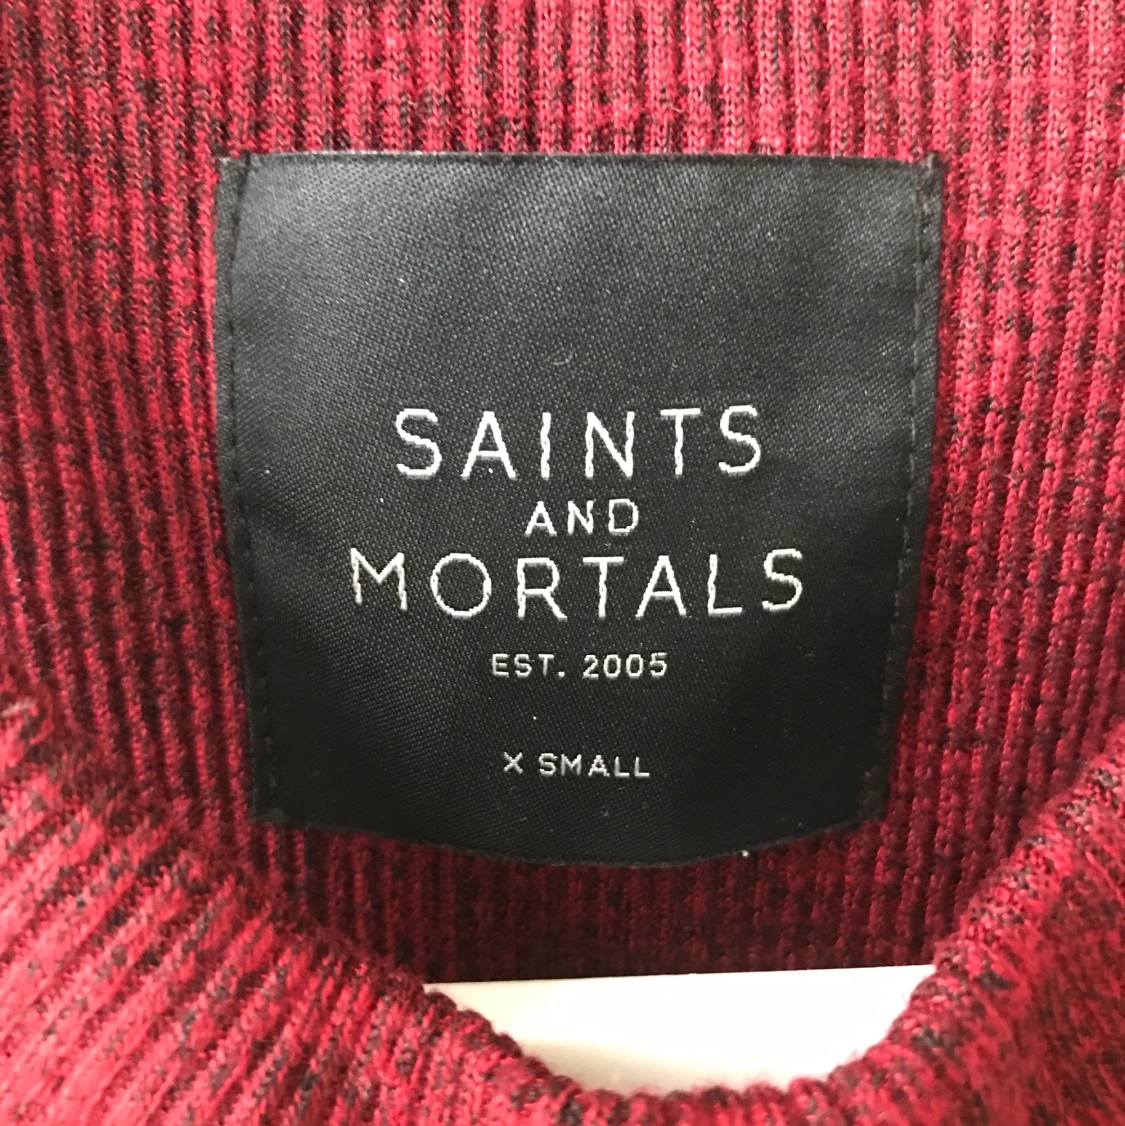 SAINTS
AND
MORTALS
EST. 2005
X SMALL